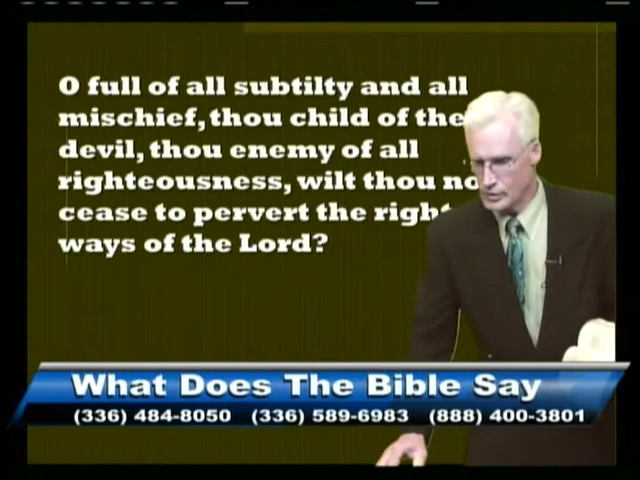 O full of all subtilty and all
mischief, thou child of the
devil, thou enemy of all
righteousness, wilt thou no
cease to pervert the right
ways of the Lord?
What Does The Bible Say
(336) 484-8050 (336) 589-6983 (888) 400-3801